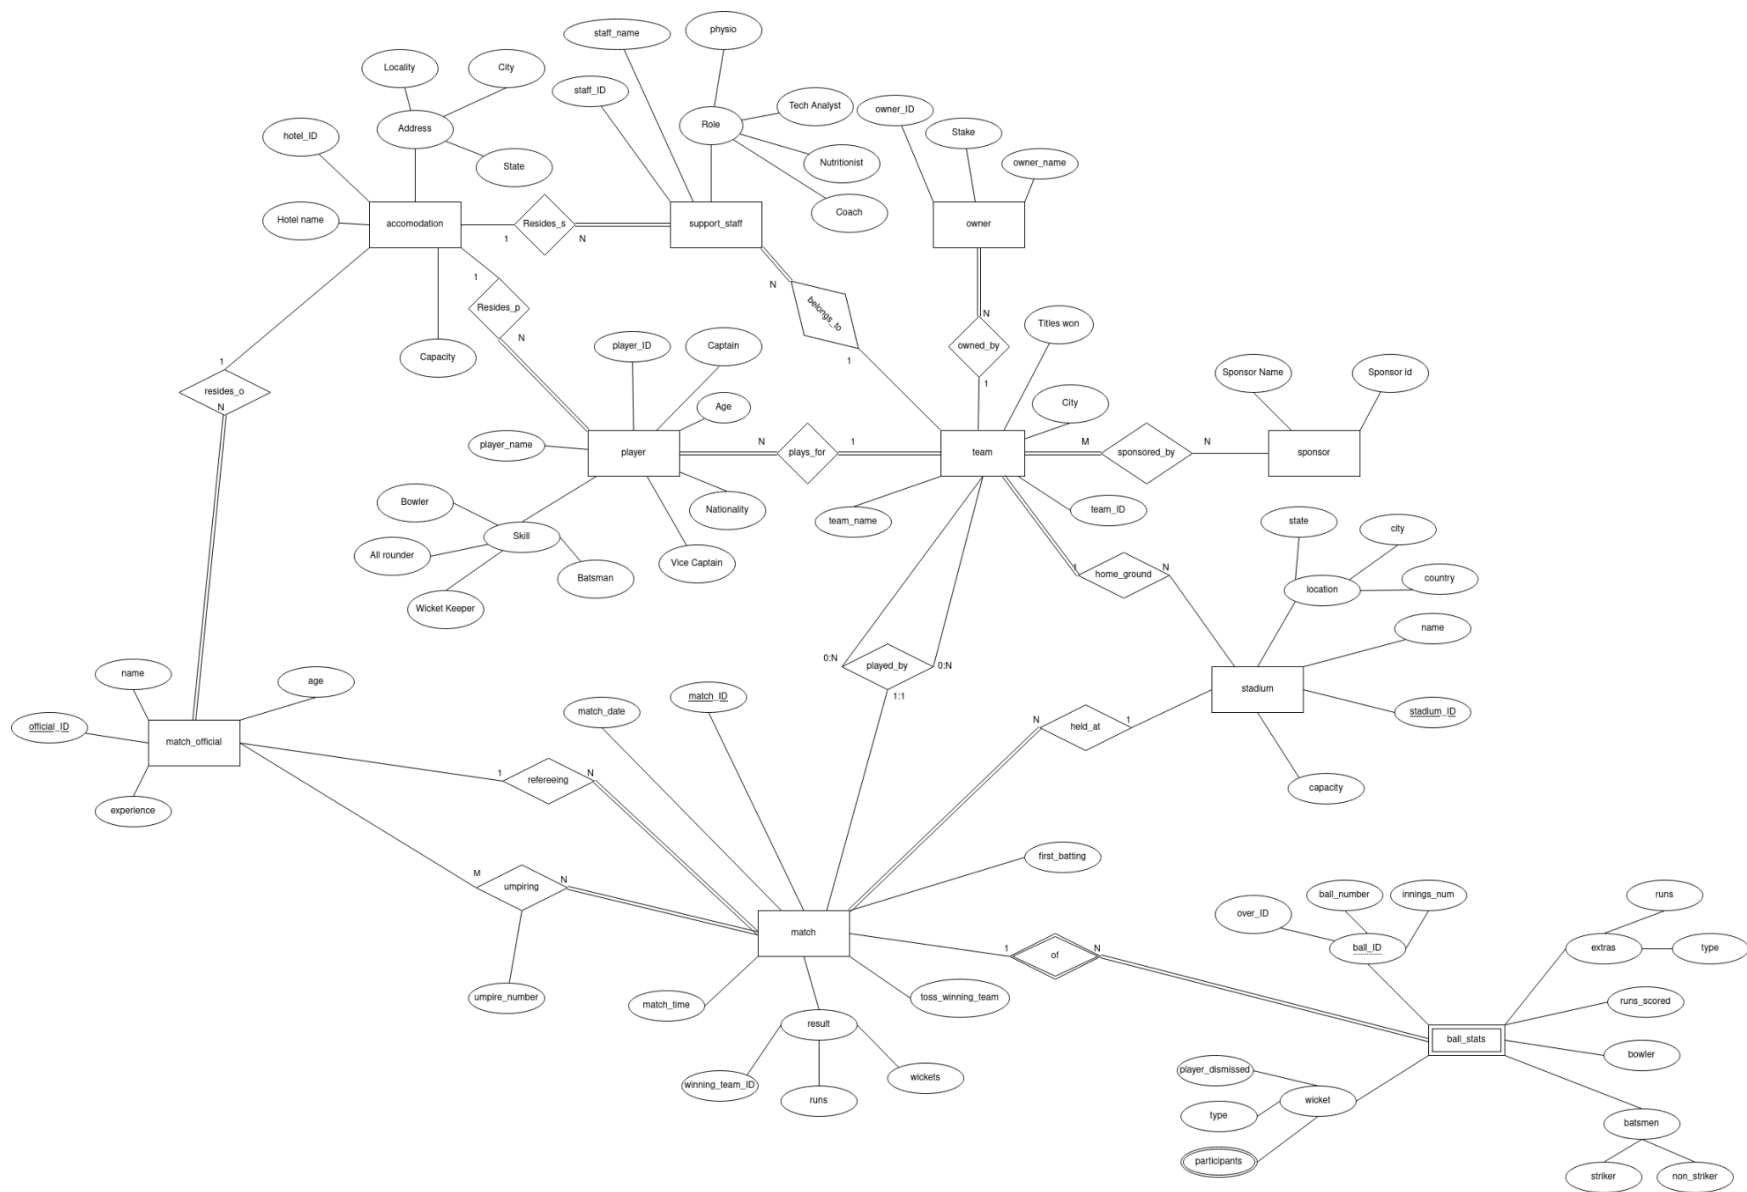 physio
staff_name
Locality
City
staff_ID
Tech Analyst
owner_ID
Role
Address
hotel_ID
Stake
State
Nutritionist
owner_name
Coach
Hotel name
accomodation
Resides_s
support_staff
owner
1
N
1
N
Resides_p
belongs_to
N
Titles won
N
player_ID
Captain
owned_by
Capacity
1
1
resides_o
N
Sponsor Name
Sponsor id
1
City
Age
player_name
player
N
plays_for
1
team
M
sponsored_by
N
sponsor
Bowler
Nationality
team_name
team_ID
state
city
Skill
All rounder
Vice Captain
Batsman
1
home_ground
N
country
location
Wicket Keeper
name
0:N
played_by
0:N
name
age
1:1
match_ID
stadium
match_date
stadium_ID
official_ID
match_official
N
held_at
1
1
refereeing
N
capacity
experience
first_batting
M
umpiring
N
ball_number
innings_num
runs
over_ID
match
1
of
N
ball_ID
extras
type
umpire_number
match_time
toss_winning_team
runs_scored
result
ball_stats
bowler
player_dismissed
wickets
winning_team_ID
runs
wicket
type
batsmen
participants
striker
non_striker